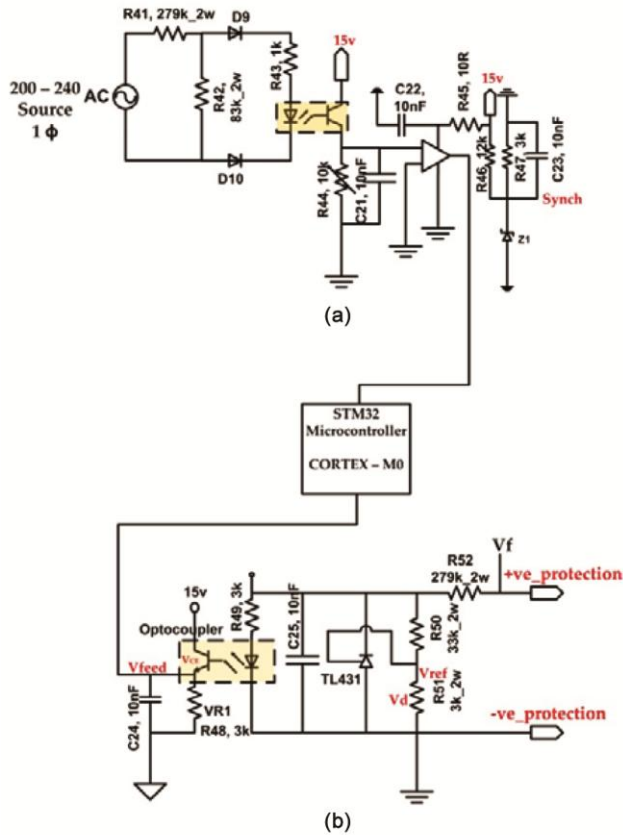 R41, 279k_2w
D9
R43, 1k
15v
200 – 240
Source
1 ϕ
AC
R42,
83k_2w
D10
R44, 10k
C21, 10nF
C22,
10nF
R45, 10R
15v
R46, 12k
R47, 3k
C23, 10nF
Synch
Z1
(a)
STM32
Microcontroller
CORTEX – M0
15v
Optocoupler
Vfeed
Vce
C24, 10nF
VR1
R48, 3k
R49, 3k
C25, 10nF
TL431
R52
279k_2w
Vf
+ve_protection
R50
33k_2w
Vref
R51
3k_2w
Vd
-ve_protection
(b)